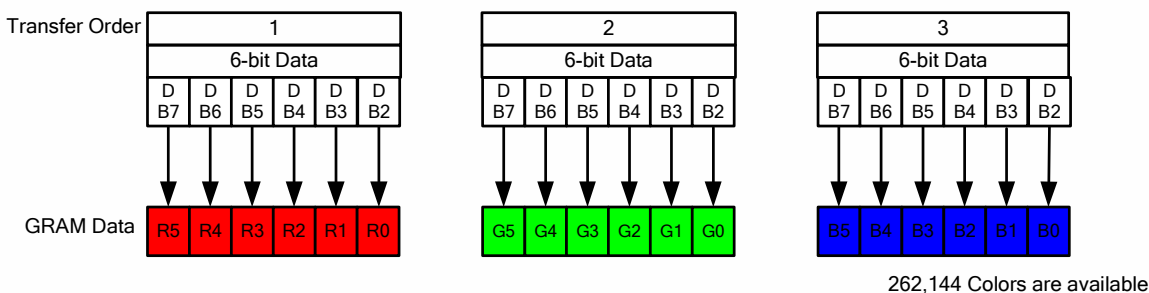 Transfer Order 1 2 3
6-bit Data 6-bit Data 6-bit Data
D D D D D D D D D D D D D D D D D D
B7 B6 B5 B4 B3 B2 B7 B6 B5 B4 B3 B2 B7 B6 B5 B4 B3 B2
GRAM Data R5 R4 R3 R2 R1 R0 G5 G4 G3 G2 G1 G0 B5 B4 B3 B2 B1 B0
262,144 Colors are available